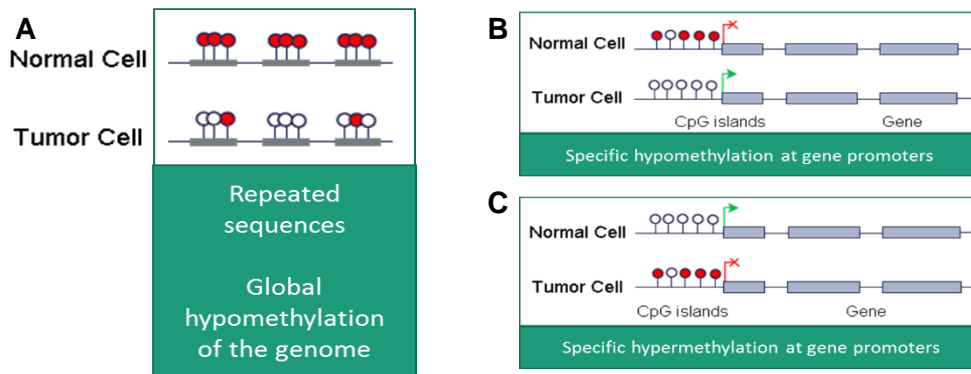 A
Normal Cell
Tumor Cell
Repeated
sequences
Global
hypomethylation
of the genome
B
Normal Cell
Tumor Cell
CpG islands
Gene
Specific hypomethylation at gene promoters
C
Normal Cell
Tumor Cell
CpG islands
Gene
Specific hypermethylation at gene promoters